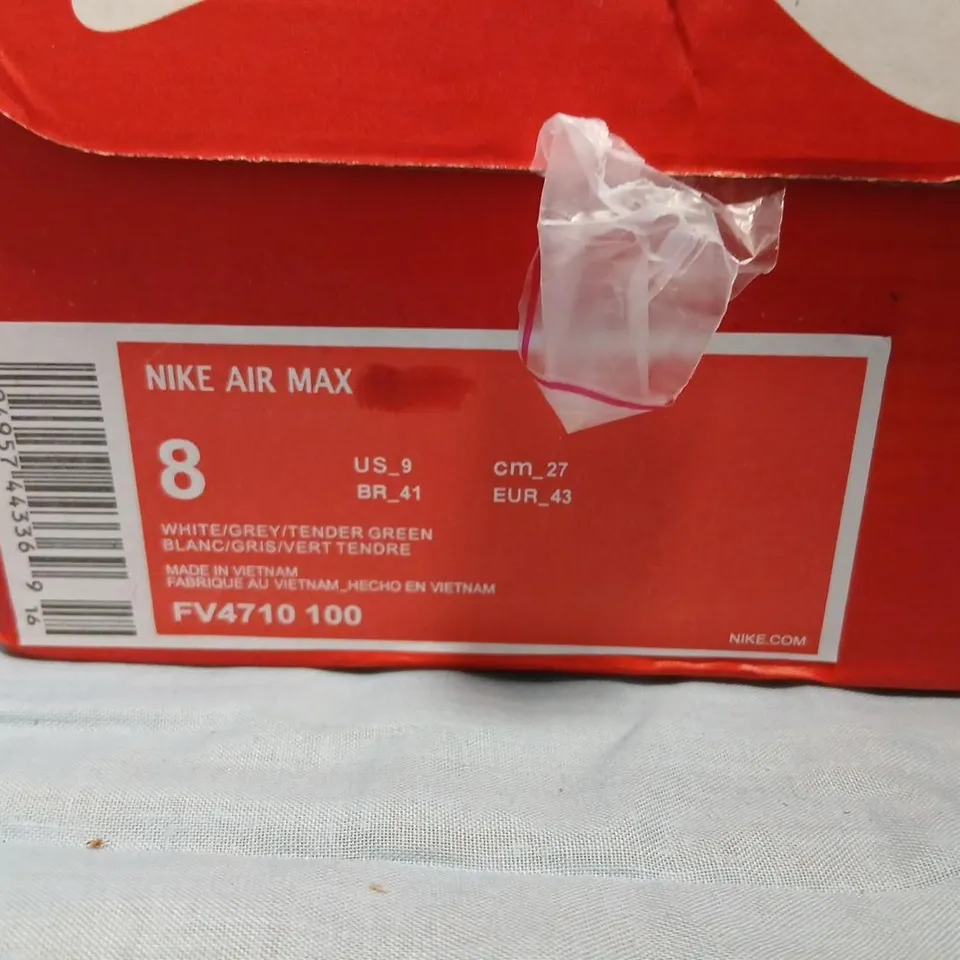 NIKE AIR MAX
8
US_9 cm_27
BR_41 EUR_43
WHITE/GREY/TENDER GREEN
BLANC/GRIS/VERT TENDRE
MADE IN VIETNAM
FABRIQUE AU VIETNAM_HECHO EN VIETNAM
FV4710 100
NIKE.COM